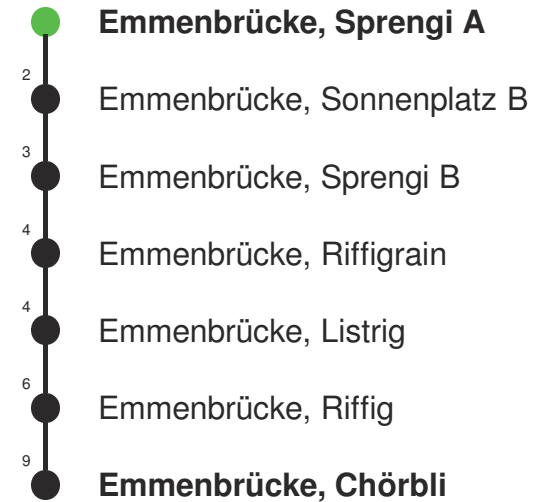 Emmenbrücke, Sprengi A
2
Emmenbrücke, Sonnenplatz B
3
Emmenbrücke, Sprengi B
4
Emmenbrücke, Riffigrain
4
Emmenbrücke, Listrig
6
Emmenbrücke, Riffig
9
Emmenbrücke, Chörbli